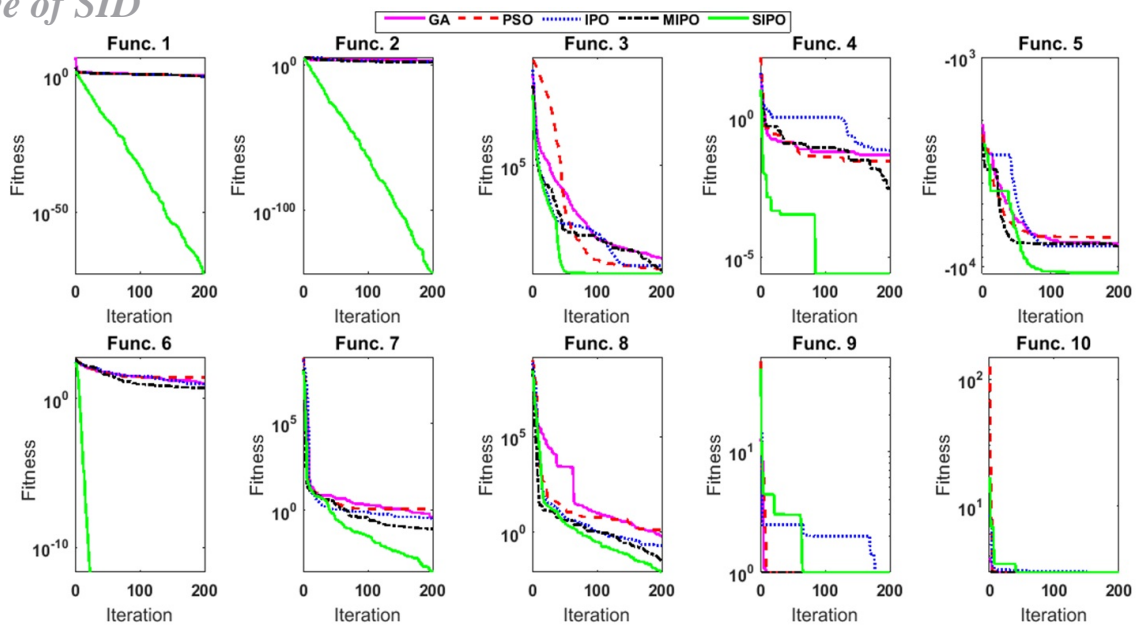 e of SID
GA PSO IPO MIPO SIPO
Func. 1 Func. 2 Func. 3 Func. 4 Func. 5
Fitness Fitness Fitness Fitness Fitness
10^0 10^-50
10^0 10^-100
10^5
10^0 10^-5
-10^3 -10^4
0 100 200 0 100 200 0 100 200 0 100 200 0 100 200
Iteration Iteration Iteration Iteration Iteration
Func. 6 Func. 7 Func. 8 Func. 9 Func. 10
Fitness Fitness Fitness Fitness Fitness
10^0 10^-10
10^5 10^0
10^5 10^0
10^1 10^0
10^2 10^1
0 100 200 0 100 200 0 100 200 0 100 200 0 100 200
Iteration Iteration Iteration Iteration Iteration